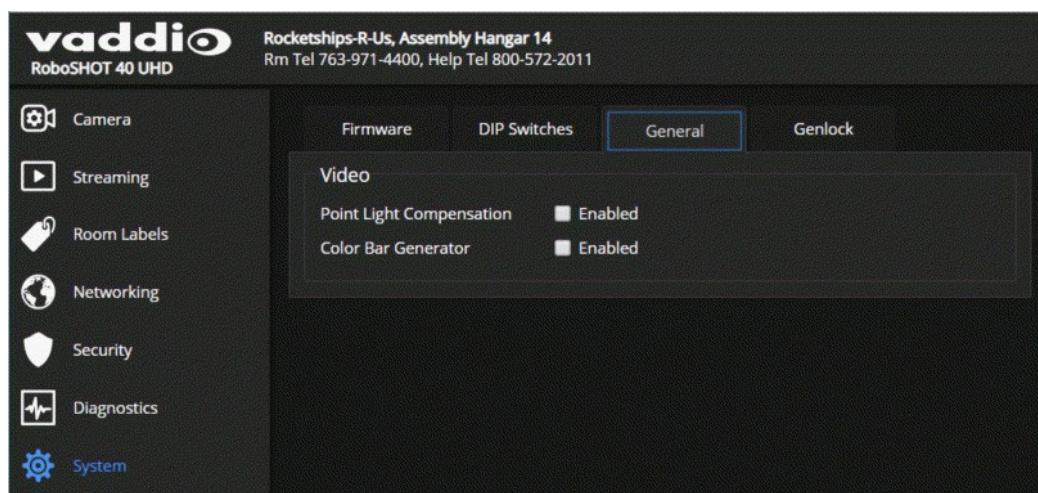 vaddio
RoboSHOT 40 UHD
Rocketships-R-Us, Assembly Hangar 14
Rm Tel 763-971-4400, Help Tel 800-572-2011
Camera
Streaming
Room Labels
Networking
Security
Diagnostics
System
Firmware DIP Switches General Genlock
Video
Point Light Compensation Enabled
Color Bar Generator Enabled